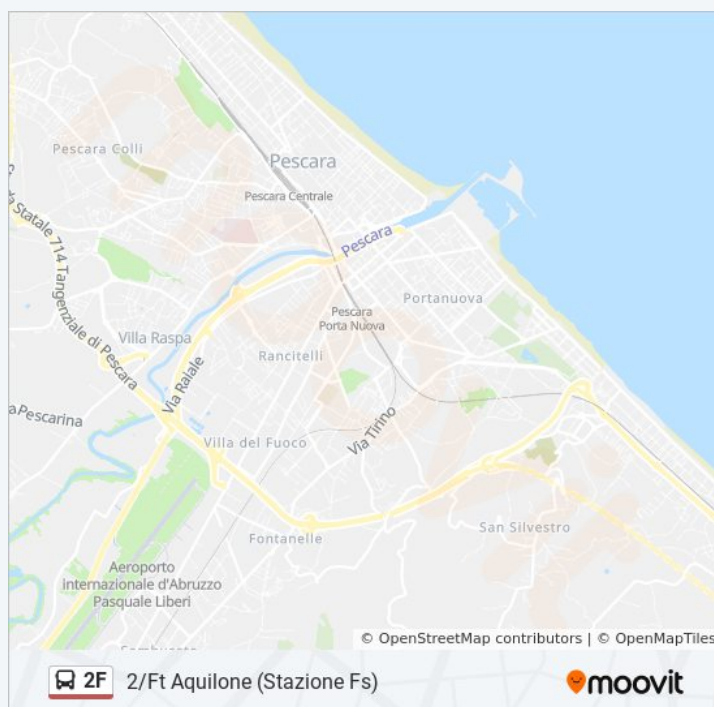 Pescara Colli
Pescara
Pescara Centrale
da Statale 714 Tangenziale di Pescara
Pescara
Portanuova
Pescara
Porta Nuova
Villa Raspa
Rancitelli
Via Raiale
Pescarina
Via Tirino
Villa del Fuoco
San Silvestro
Fontanelle
Aeroporto
Internazionale d'Abruzzo
Pasquale Liberi
Sambuceto
© OpenStreetMap contributors | © OpenMapTiles
2F 2/Ft Aquilone (Stazione Fs)
moovit